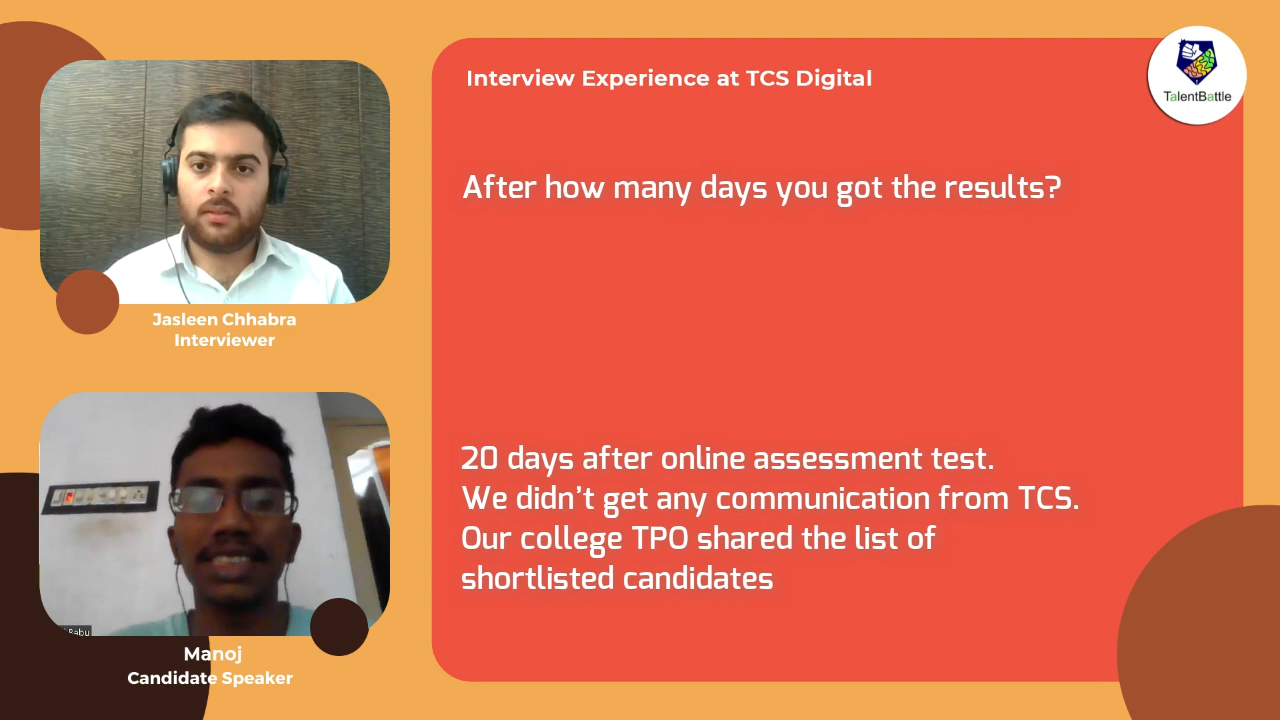 Interview Experience at TCS Digital
TalentBattle
After how many days you got the results?
Jasleen Chhabra
Interviewer
20 days after online assessment test.
We didn't get any communication from TCS.
Our college TPO shared the list of
shortlisted candidates
Babu
Manoj
Candidate Speaker